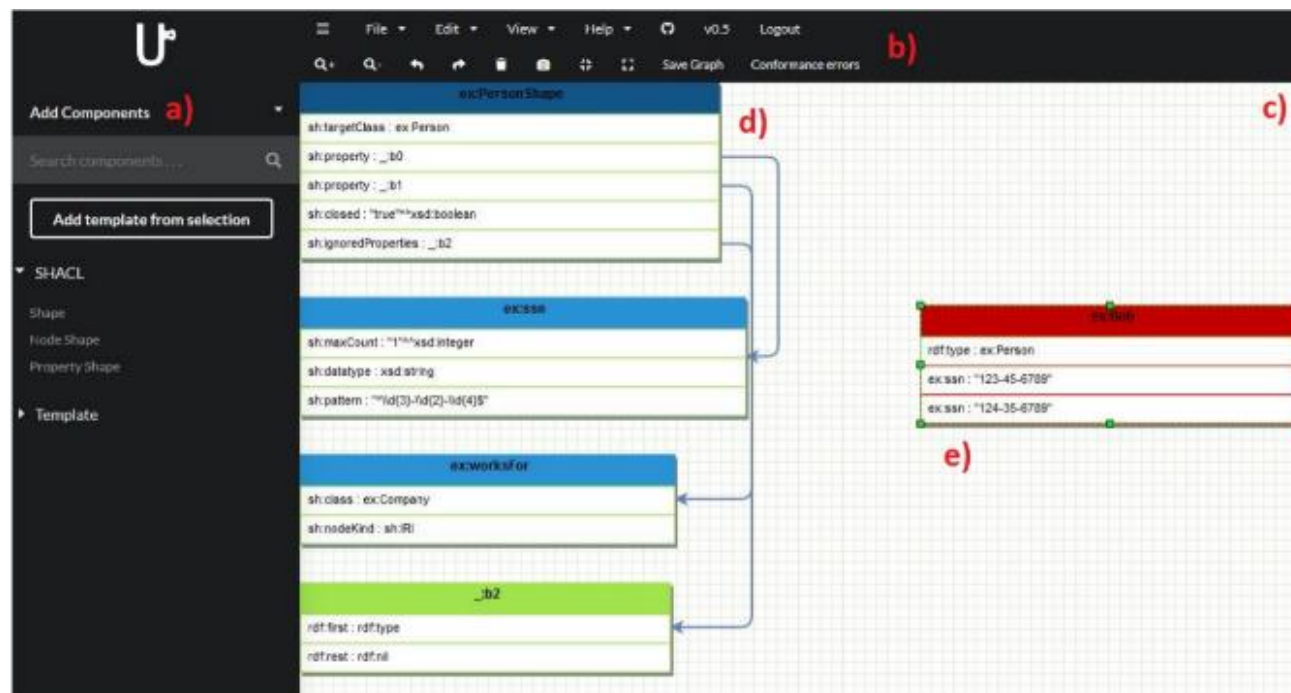 File Edit View Help v0.5 Logout
b)
Save Graph Conformance errors
Add Components a)
Search components . . .
Add template from selection
SHACL
Shape
Node Shape
Property Shape
Template
c)
d)
ex:PersonShape
sh:targetClass : ex:Person
sh:property : _:b0
sh:property : _:b1
sh:closed : "true"^^xsd:boolean
sh:ignoredProperties : _:b2
ex:ssn
sh:maxCount : "1"^^xsd:integer
sh:datatype : xsd:string
sh:pattern : "^\\d{3}-\\d{2}-\\d{4}$"
ex:worksFor
sh:class : ex:Company
sh:nodeKind : sh:IRI
_:b2
rdf:first : rdf:type
rdf:rest : rdf:nil
ex:Bob
rdf:type : ex:Person
ex:ssn : "123-45-6789"
ex:ssn : "124-35-6789"
e)